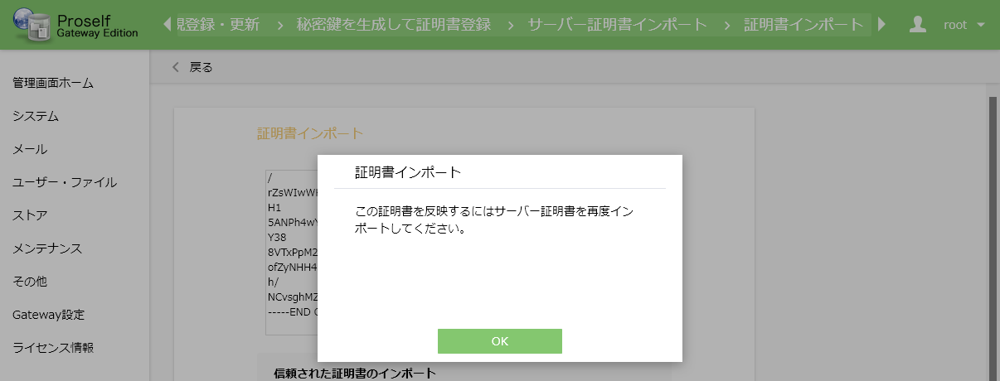 Proself
Gateway Edition
録登録・更新 > 秘密鍵を生成して証明書登録 > サーバー証明書インポート > 証明書インポート
root
戻る
管理画面ホーム
システム
メール
ユーザー・ファイル
ストア
メンテナンス
その他
Gateway設定
ライセンス情報
証明書インポート
/
rZsWIwW
H1
5ANPh4wY
Y38
8VTxPpM2
ofZyNHH4
h/
NCvsghMZ
-----END
証明書インポート
この証明書を反映するにはサーバー証明書を再度イン
ポートしてください。
OK
信頼された証明書のインポート